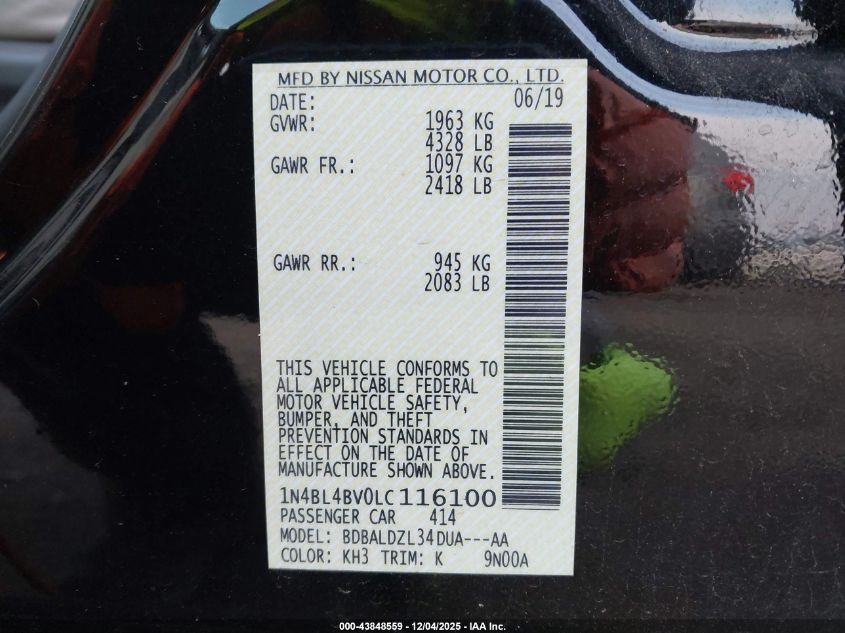 MFD BY NISSAN MOTOR CO., LTD.
DATE: 06/19
GVWR: 1963 KG
4328 LB
GAWR FR.: 1097 KG
2418 LB
GAWR RR.: 945 KG
2083 LB
THIS VEHICLE CONFORMS TO
ALL APPLICABLE FEDERAL
MOTOR VEHICLE SAFETY,
BUMPER, AND THEFT
PREVENTION STANDARDS IN
EFFECT ON THE DATE OF
MANUFACTURE SHOWN ABOVE.
1N4BL4BV0LC116100
PASSENGER CAR 414
MODEL: BDBALDZL34DUA---AA
COLOR: KH3 TRIM: K 9N00A
000-43848559 - 12/04/2025 - IAA Inc.